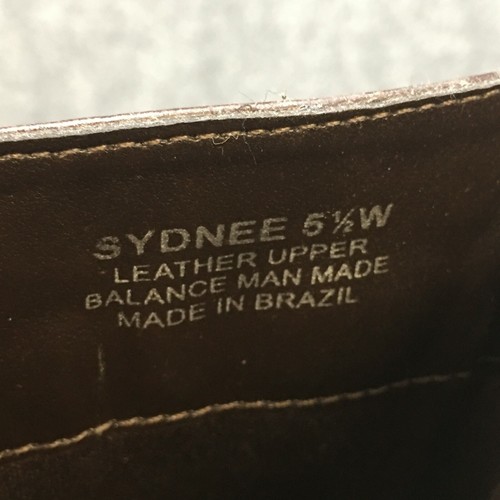 SYDNEE 5½W
LEATHER UPPER
BALANCE MAN MADE
MADE IN BRAZIL